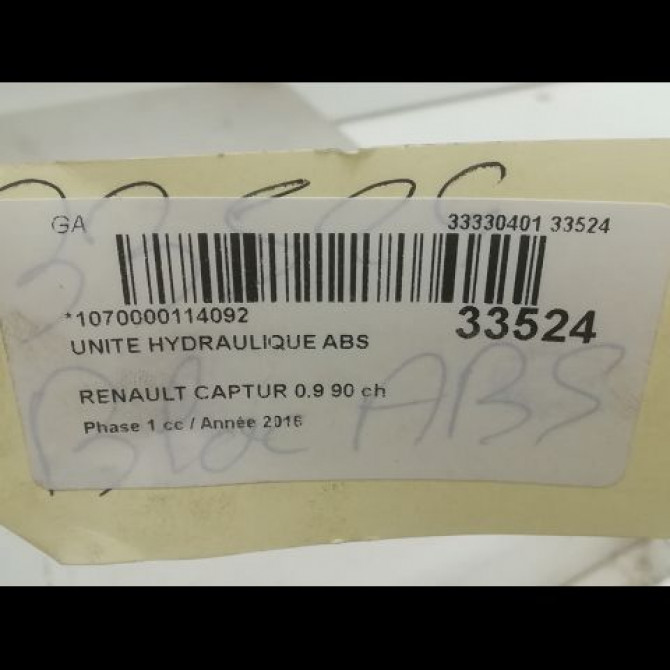 GA 33330401 33524
*1070000114092
33524
UNITE HYDRAULIQUE ABS
RENAULT CAPTUR 0.9 90 ch
Phase 1 cc / Année 2016
Bloc ABS